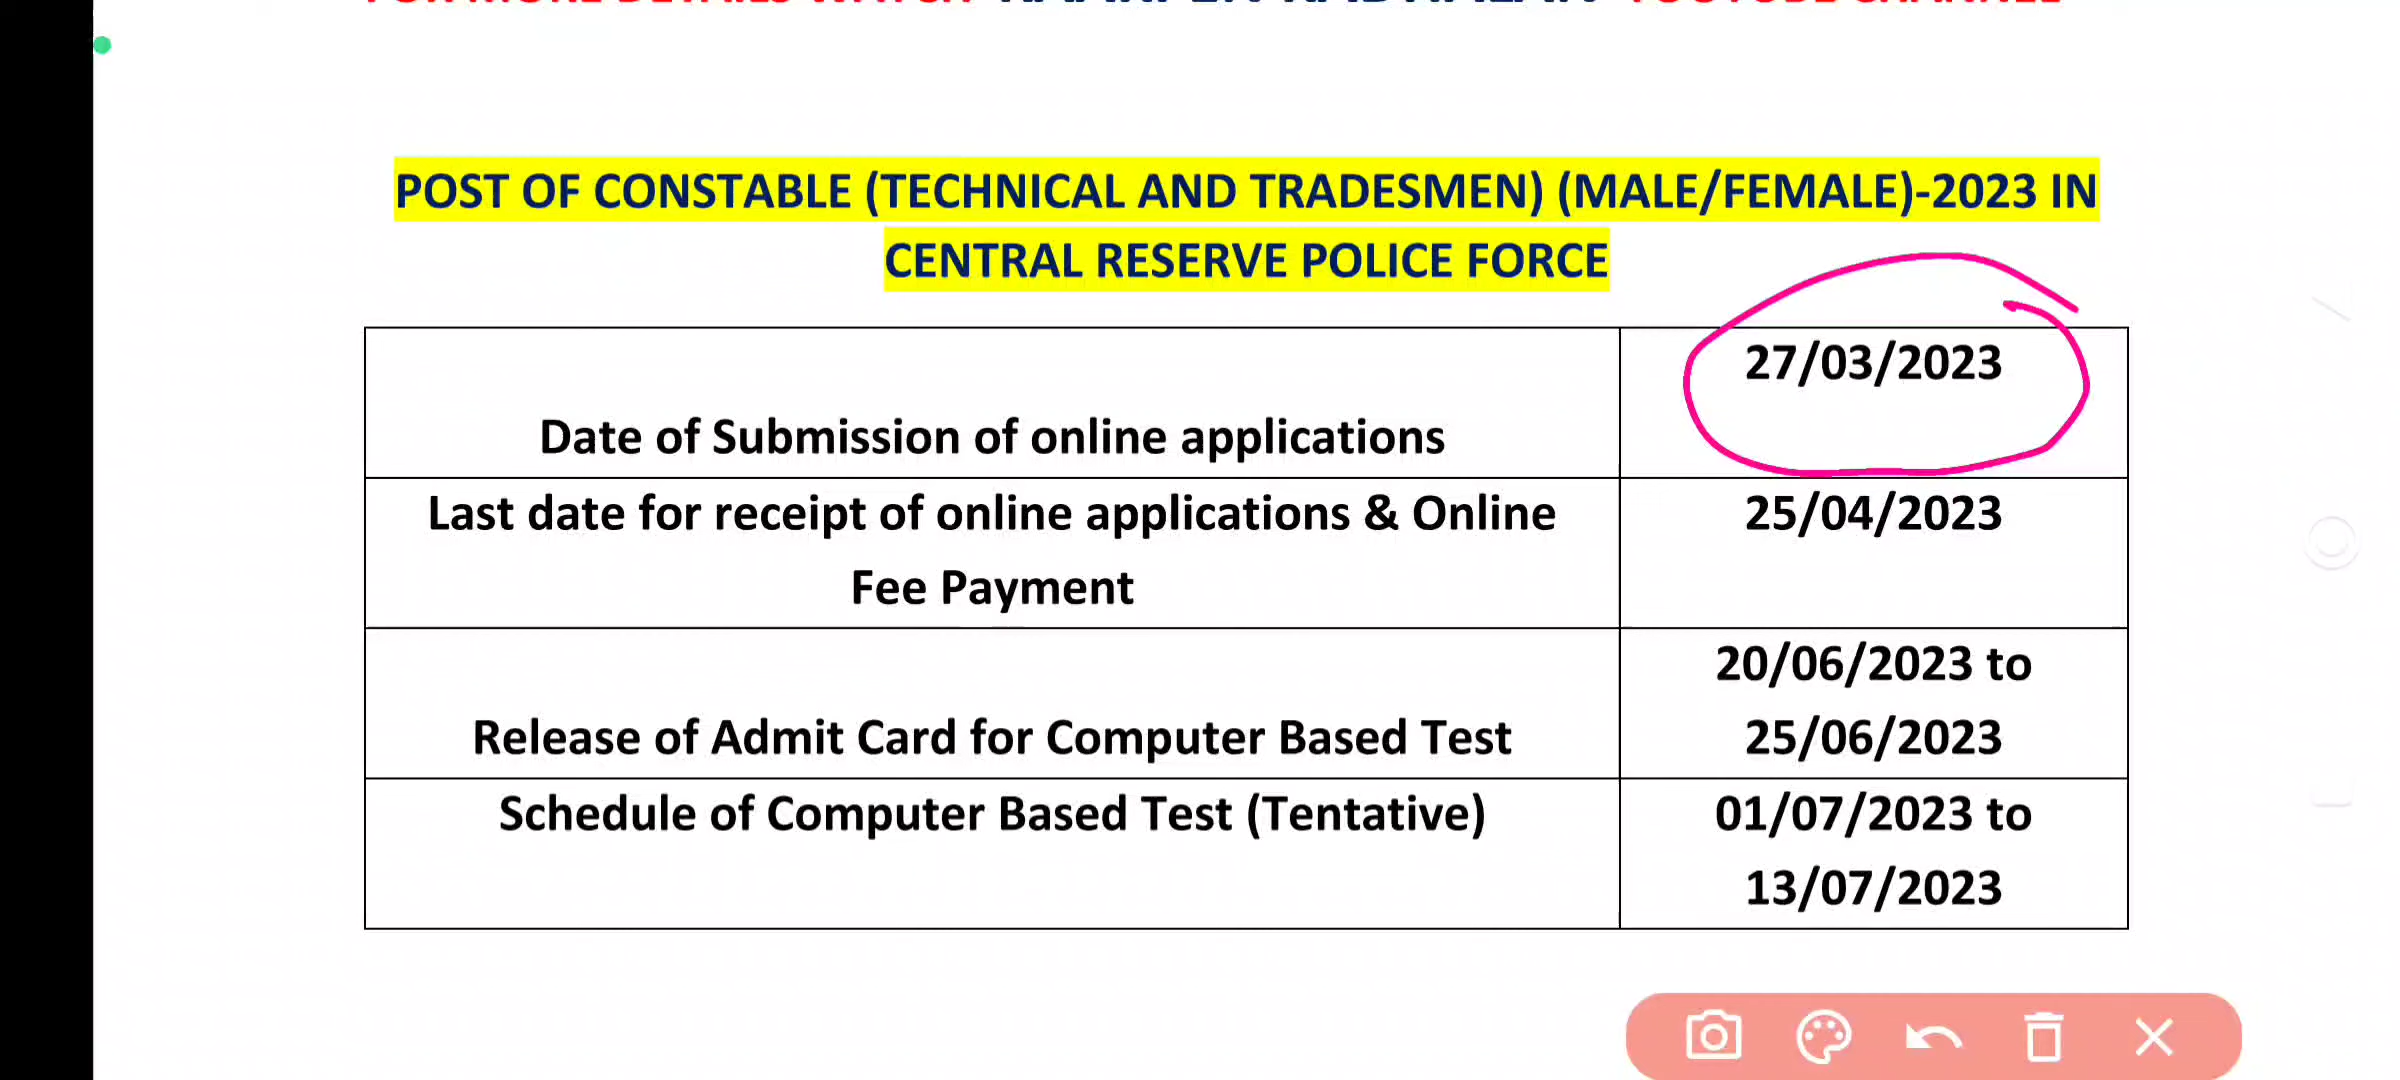 POST OF CONSTABLE (TECHNICAL AND TRADESMEN) (MALE/FEMALE)-2023 IN
CENTRAL RESERVE POLICE FORCE
27/03/2023
Date of Submission of online applications
Last date for receipt of online applications & Online
Fee Payment
25/04/2023
Release of Admit Card for Computer Based Test
20/06/2023 to
25/06/2023
Schedule of Computer Based Test (Tentative)
01/07/2023 to
13/07/2023